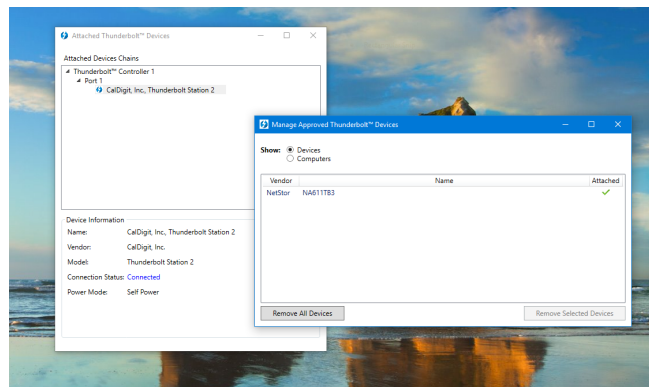 Attached Thunderbolt™ Devices
Attached Devices Chains
Thunderbolt™ Controller 1
Port 1
CalDigit, Inc., Thunderbolt Station 2
Device Information
Name: CalDigit, Inc., Thunderbolt Station 2
Vendor: CalDigit, Inc.
Model: Thunderbolt Station 2
Connection Status: Connected
Power Mode: Self Power
Manage Approved Thunderbolt™ Devices
Show: Devices
Computers
Vendor Name Attached
NetStor NA611TB3
Remove All Devices Remove Selected Devices